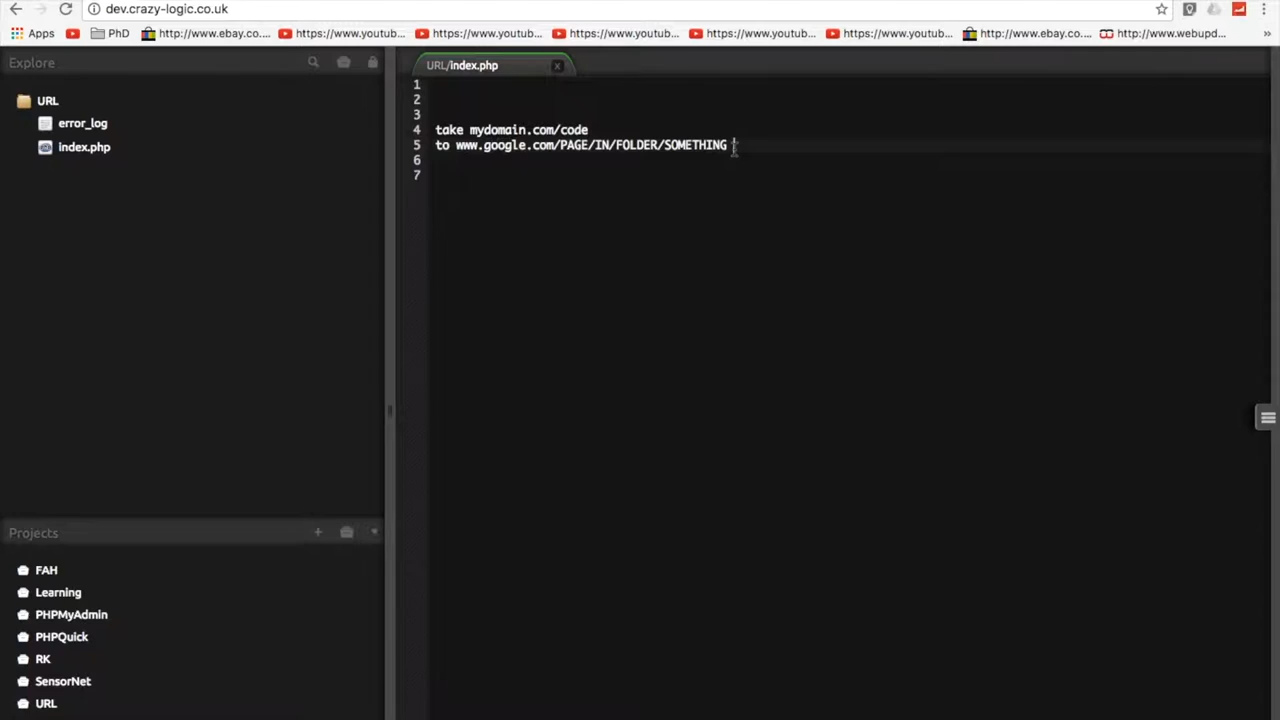 dev.crazy-logic.co.uk
Apps PhD http://www.ebay.co.... https://www.youtub... https://www.youtub... https://www.youtub... https://www.youtub... https://www.youtub... http://www.ebay.co.... http://www.webupd... »
Explore
URL
error_log
index.php
URL/index.php x
1
2
3
4 take mydomain.com/code
5 to www.google.com/PAGE/IN/FOLDER/SOMETHING
6
7
Projects +
FAH
Learning
PHPMyAdmin
PHPQuick
RK
SensorNet
URL